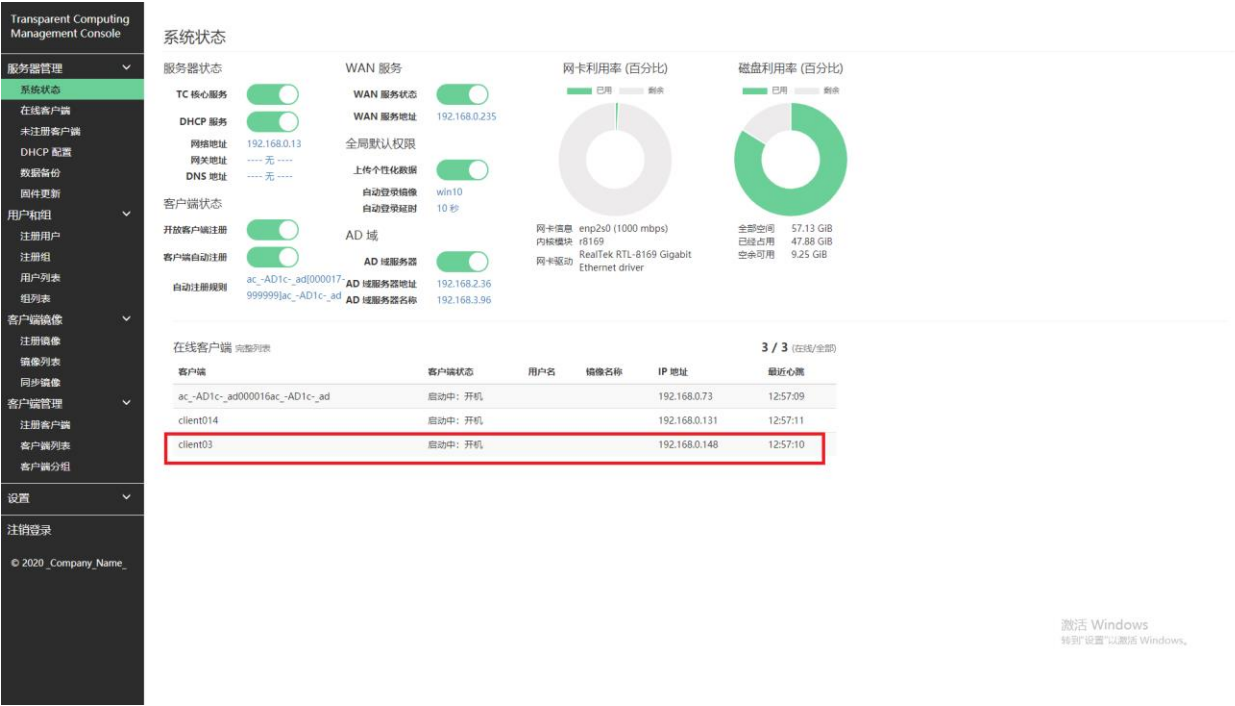 Transparent Computing
Management Console
服务器管理
系统状态
在线客户端
未注册客户端
DHCP 配置
数据备份
固件更新
用户和组
注册用户
注册组
用户列表
组列表
客户端镜像
注册镜像
镜像列表
同步镜像
客户端管理
注册客户端
客户端列表
客户端分组
设置
注销登录
© 2020 _Company_Name_
系统状态
服务器状态
TC 核心服务
DHCP 服务
网络地址 192.168.0.13
网关地址 ---- 无 ----
DNS 地址 ---- 无 ----
客户端状态
开放客户端注册
客户端自动注册
自动注册规则 ac_-AD1c-_ad[000017-
999999]ac_-AD1c-_ad
WAN 服务
WAN 服务状态
WAN 服务地址 192.168.0.235
全局默认权限
上传个性化数据
自动登录镜像 win10
自动登录延时 10 秒
AD 域
AD 域服务器
AD 域服务器地址 192.168.2.36
AD 域服务器名称 192.168.3.96
网卡利用率 (百分比)
已用 剩余
网卡信息 enp2s0 (1000 mbps)
内核模块 r8169
网卡驱动 RealTek RTL-8169 Gigabit
Ethernet driver
磁盘利用率 (百分比)
已用 剩余
全部空间 57.13 GiB
已经占用 47.88 GiB
空余可用 9.25 GiB
在线客户端 完整列表 3 / 3 (在线/全部)
客户端 客户端状态 用户名 镜像名称 IP 地址 最近心跳
ac_-AD1c-_ad000016ac_-AD1c-_ad 启动中：开机 192.168.0.73 12:57:09
client014 启动中：开机 192.168.0.131 12:57:11
client03 启动中：开机 192.168.0.148 12:57:10
激活 Windows
转到"设置"以激活 Windows。